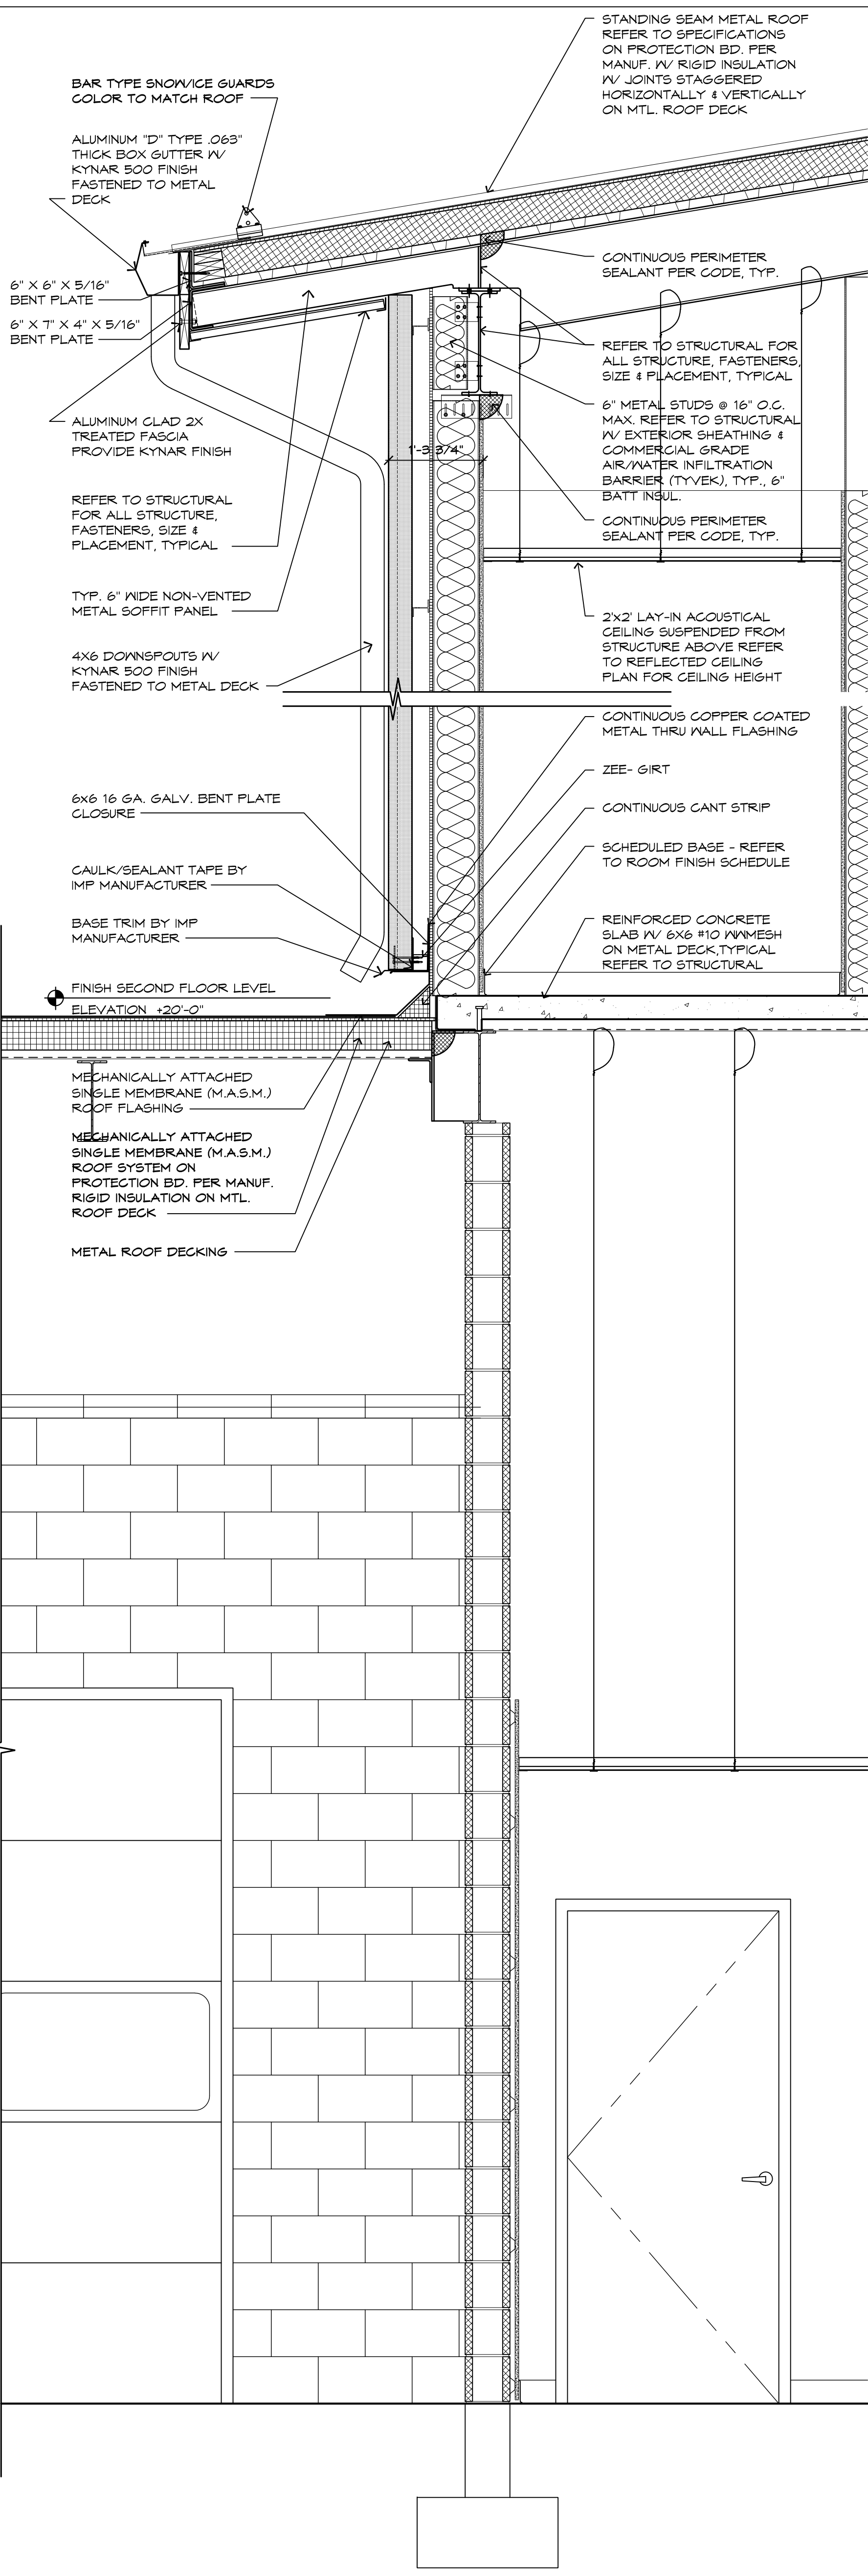 STANDING SEAM METAL ROOF
REFER TO SPECIFICATIONS
ON PROTECTION BD. PER
MANUF. W/ RIGID INSULATION
W/ JOINTS STAGGERED
HORIZONTALLY & VERTICALLY
ON MTL. ROOF DECK
BAR TYPE SNOW/ICE GUARDS
COLOR TO MATCH ROOF
ALUMINUM "D" TYPE .063"
THICK BOX GUTTER W/
KYNAR 500 FINISH
FASTENED TO METAL
DECK
6" X 6" X 5/16"
BENT PLATE
6" X 7" X 4" X 5/16"
BENT PLATE
ALUMINUM CLAD 2X
TREATED FASCIA
PROVIDE KYNAR FINISH
REFER TO STRUCTURAL
FOR ALL STRUCTURE,
FASTENERS, SIZE &
PLACEMENT, TYPICAL
TYP. 6" WIDE NON-VENTED
METAL SOFFIT PANEL
4X6 DOWNSPOUTS W/
KYNAR 500 FINISH
FASTENED TO METAL DECK
CONTINUOUS PERIMETER
SEALANT PER CODE, TYP.
REFER TO STRUCTURAL FOR
ALL STRUCTURE, FASTENERS,
SIZE & PLACEMENT, TYPICAL
6" METAL STUDS @ 16" O.C.
MAX. REFER TO STRUCTURAL
W/ EXTERIOR SHEATHING &
COMMERCIAL GRADE
AIR/WATER INFILTRATION
BARRIER (TYVEK), TYP., 6"
BATT INSUL.
1'-3 3/4"
CONTINUOUS PERIMETER
SEALANT PER CODE, TYP.
2'x2' LAY-IN ACOUSTICAL
CEILING SUSPENDED FROM
STRUCTURE ABOVE REFER
TO REFLECTED CEILING
PLAN FOR CEILING HEIGHT
CONTINUOUS COPPER COATED
METAL THRU WALL FLASHING
ZEE- GIRT
CONTINUOUS CANT STRIP
SCHEDULED BASE - REFER
TO ROOM FINISH SCHEDULE
REINFORCED CONCRETE
SLAB W/ 6X6 #10 WWMESH
ON METAL DECK,TYPICAL
REFER TO STRUCTURAL
6x6 16 GA. GALV. BENT PLATE
CLOSURE
CAULK/SEALANT TAPE BY
IMP MANUFACTURER
BASE TRIM BY IMP
MANUFACTURER
FINISH SECOND FLOOR LEVEL
ELEVATION +20'-0"
MECHANICALLY ATTACHED
SINGLE MEMBRANE (M.A.S.M.)
ROOF FLASHING
MECHANICALLY ATTACHED
SINGLE MEMBRANE (M.A.S.M.)
ROOF SYSTEM ON
PROTECTION BD. PER MANUF.
RIGID INSULATION ON MTL.
ROOF DECK
METAL ROOF DECKING